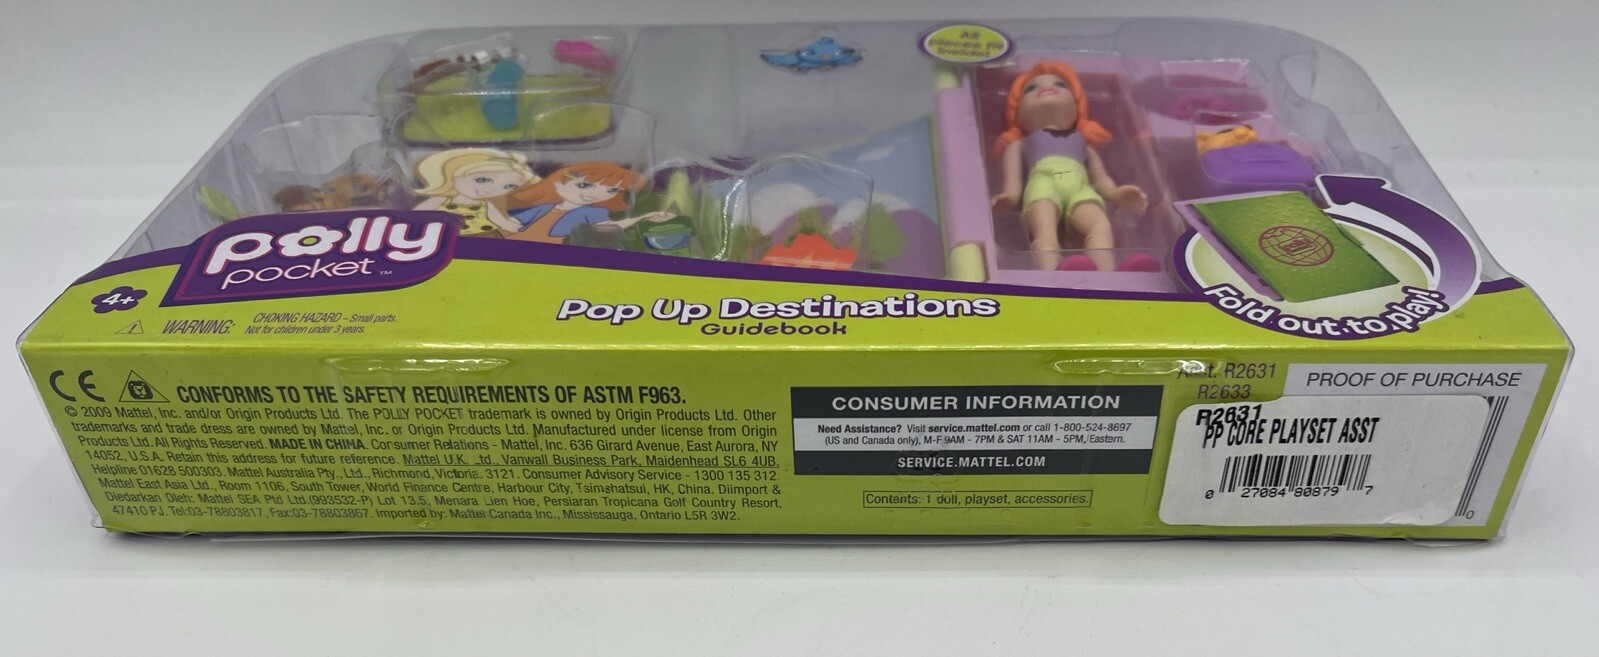 All
pieces fit
inside!
polly
pocket™
4+
WARNING: CHOKING HAZARD – Small parts.
Not for children under 3 years.
Pop Up Destinations
Guidebook
Fold out to play!
CE
CONFORMS TO THE SAFETY REQUIREMENTS OF ASTM F963.
© 2009 Mattel, Inc. and/or Origin Products Ltd. The POLLY POCKET trademark is owned by Origin Products Ltd. Other
trademarks and trade dress are owned by Mattel, Inc. or Origin Products Ltd. Manufactured under license from Origin
Products Ltd. All Rights Reserved. MADE IN CHINA. Consumer Relations - Mattel, Inc. 636 Girard Avenue, East Aurora, NY
14052, U.S.A. Retain this address for future reference. Mattel U.K. Ltd., Vanwall Business Park, Maidenhead SL6 4UB.
Helpline 01628 500303. Mattel Australia Pty., Ltd., Richmond, Victoria. 3121. Consumer Advisory Service - 1300 135 312.
Mattel East Asia Ltd., Room 1106, South Tower, World Finance Centre, Harbour City, Tsimshatsui, HK, China. Diimport &
Diedarkan Oleh: Mattel SEA Ptd Ltd.(993532-P) Lot 13.5, Menara Lien Hoe, Persiaran Tropicana Golf Country Resort,
47410 PJ. Tel:03-78803817, Fax:03-78803867. Imported by: Mattel Canada Inc., Mississauga, Ontario L5R 3W2.
CONSUMER INFORMATION
Need Assistance? Visit service.mattel.com or call 1-800-524-8697
(US and Canada only), M-F 9AM - 7PM & SAT 11AM - 5PM, Eastern.
SERVICE.MATTEL.COM
Contents: 1 doll, playset, accessories.
Asst. R2631
R2633
PROOF OF PURCHASE
R2631
PP CORE PLAYSET ASST
0 27084 80879 7
0